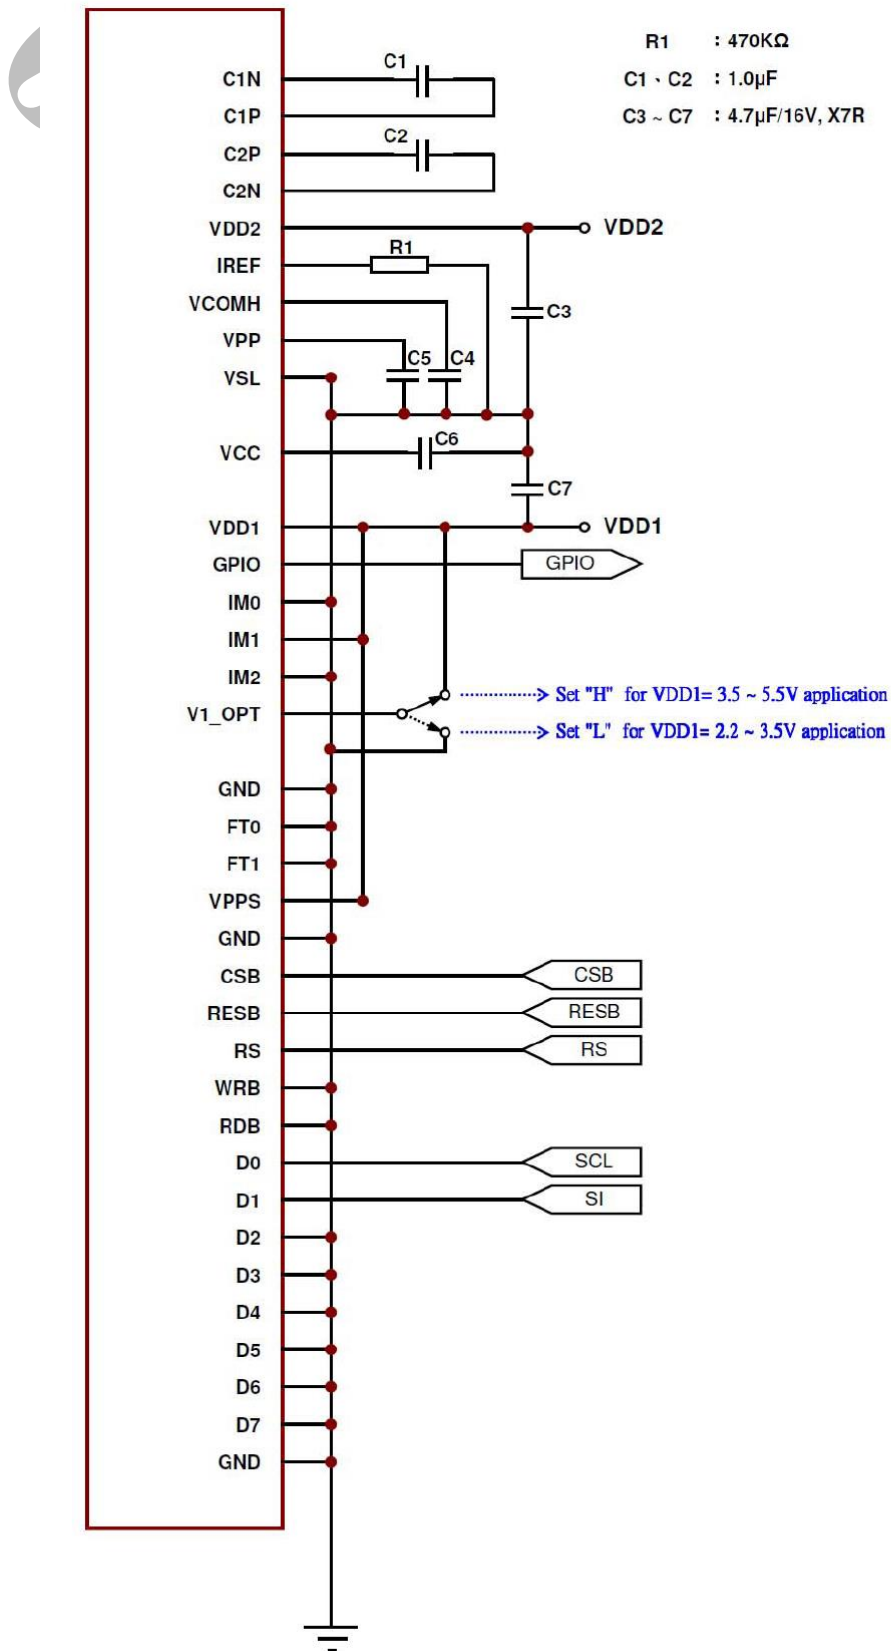 R1 : 470KΩ
C1、C2 : 1.0µF
C3 ~ C7 : 4.7µF/16V, X7R
C1N
C1
C1P
C2P
C2
C2N
VDD2
VDD2
R1
IREF
VCOMH
C3
VPP
C5
C4
VSL
C6
VCC
C7
VDD1
VDD1
GPIO
GPIO
IM0
IM1
IM2
Set "H" for VDD1= 3.5 ~ 5.5V application
V1_OPT
Set "L" for VDD1= 2.2 ~ 3.5V application
GND
FT0
FT1
VPPS
GND
CSB
CSB
RESB
RESB
RS
RS
WRB
RDB
D0
SCL
D1
SI
D2
D3
D4
D5
D6
D7
GND